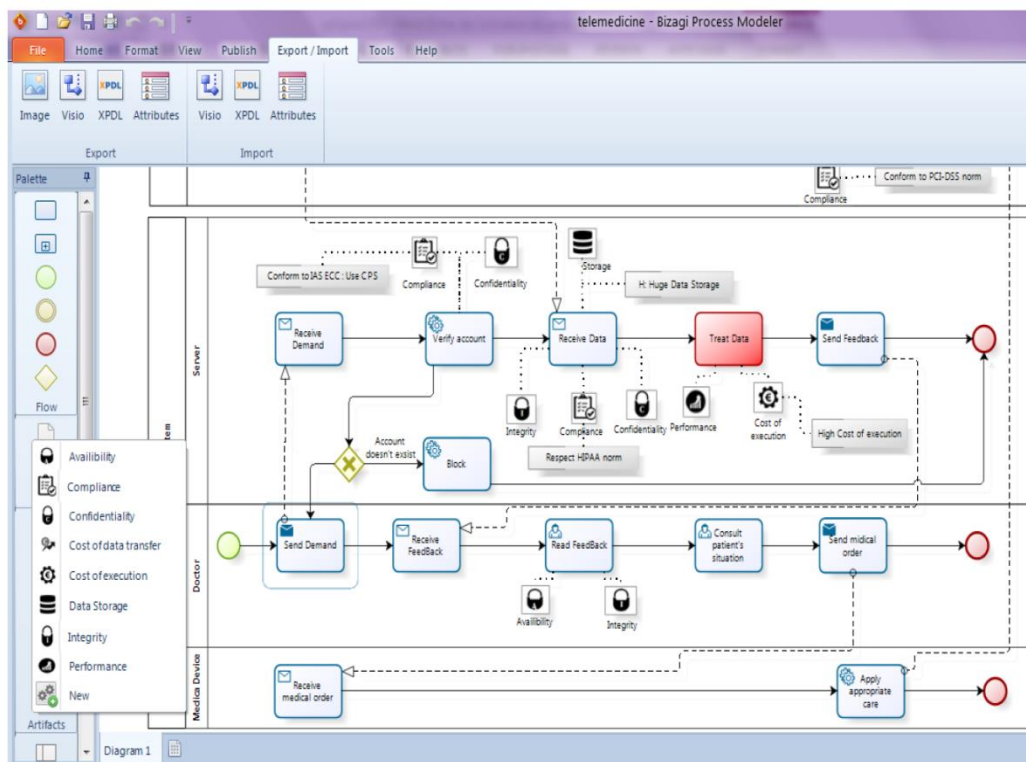 telemedicine - Bizagi Process Modeler
File Home Format View Publish Export / Import Tools Help
XPDL XPDL
Image Visio XPDL Attributes Visio XPDL Attributes
Export Import
Palette
Conform to PCI-DSS norm
Compliance
Storage
Conform to IAS ECC : Use CPS
Compliance
Confidentiality
H: Huge Data Storage
Receive
Demand
Verify account
Receive Data
Treat Data
Send Feedback
Server
Flow
Integrity
Compliance
Confidentiality
Performance
Cost of
execution
High Cost of execution
Respect HIPAA norm
Account
doesn't exsist
Block
tem
Availibility
Compliance
Confidentiality
Cost of data transfer
Cost of execution
Data Storage
Integrity
Performance
New
Artifacts
Doctor
Send Demand
Receive
FeedBack
Read FeedBack
Consult
patient's
situation
Send midical
order
Availibility
Integrity
Medica Device
Receive
medical order
Apply
appropriate
care
Diagram 1